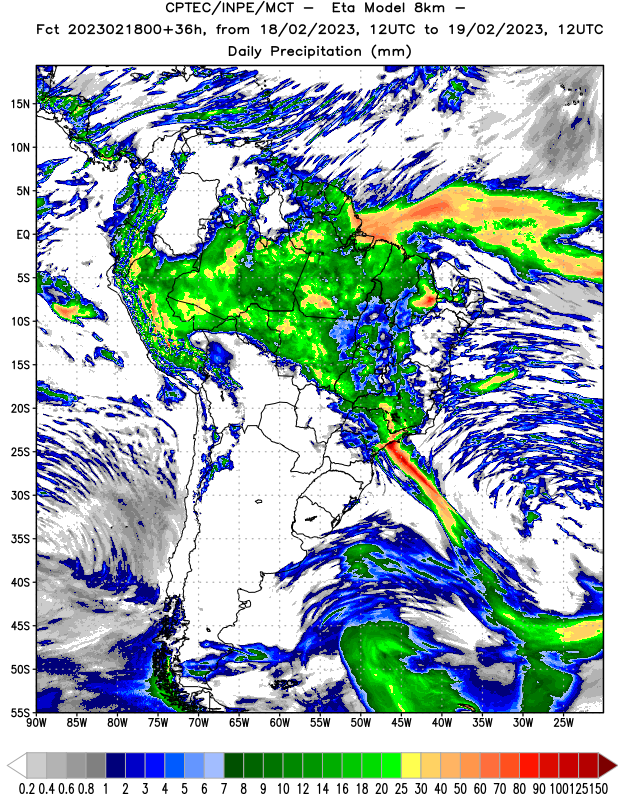 CPTEC/INPE/MCT - Eta Model 8km -
Fct 2023021800+36h, from 18/02/2023, 12UTC to 19/02/2023, 12UTC
Daily Precipitation (mm)
15N
10N
5N
EQ
5S
10S
15S
20S
25S
30S
35S
40S
45S
50S
55S
90W 85W 80W 75W 70W 65W 60W 55W 50W 45W 40W 35W 30W 25W
0.2 0.4 0.6 0.8 1 2 3 4 5 6 7 8 9 10 12 14 16 18 20 25 30 40 50 60 70 80 90 100 125 150